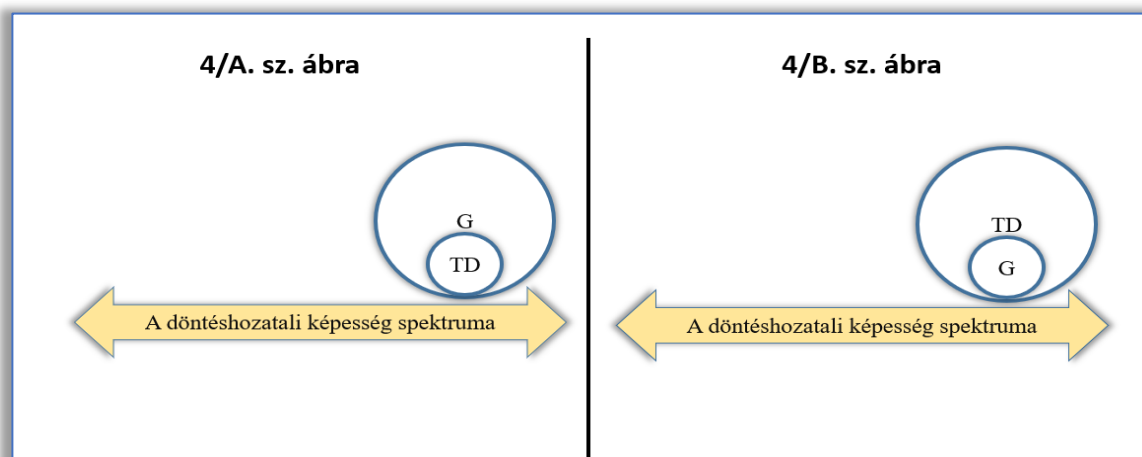 4/A. sz. ábra
G
TD
A döntéshozatali képesség spektruma
4/B. sz. ábra
TD
G
A döntéshozatali képesség spektruma